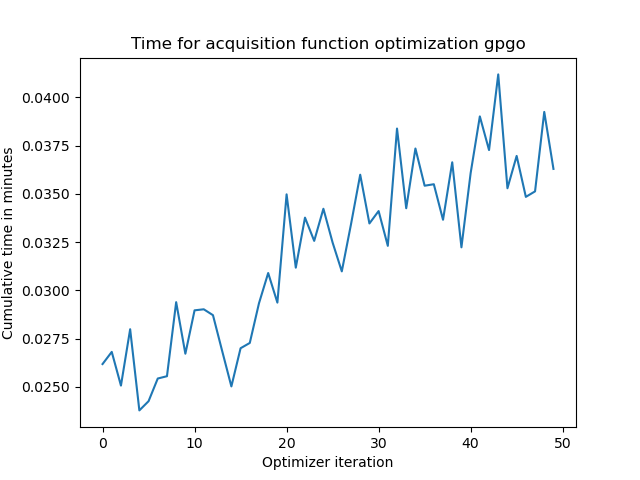 Time for acquisition function optimization gpgo
Cumulative time in minutes
0.0400
0.0375
0.0350
0.0325
0.0300
0.0275
0.0250
0 10 20 30 40 50
Optimizer iteration